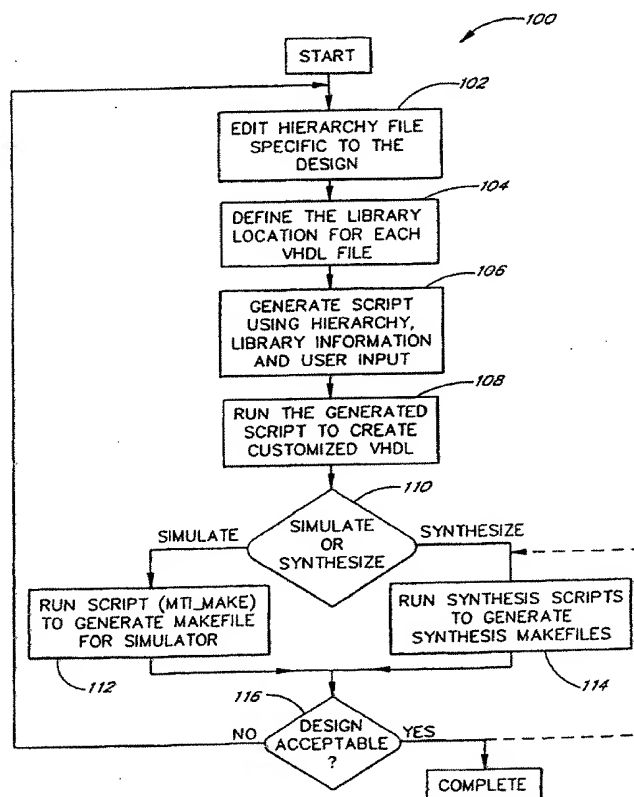 100
START
102
EDIT HIERARCHY FILE
SPECIFIC TO THE
DESIGN
104
DEFINE THE LIBRARY
LOCATION FOR EACH
VHDL FILE
106
GENERATE SCRIPT
USING HIERARCHY,
LIBRARY INFORMATION
AND USER INPUT
108
RUN THE GENERATED
SCRIPT TO CREATE
CUSTOMIZED VHDL
110
SIMULATE
SIMULATE
OR
SYNTHESIZE
SYNTHESIZE
RUN SCRIPT (MTI_MAKE)
TO GENERATE MAKEFILE
FOR SIMULATOR
112
RUN SYNTHESIS SCRIPTS
TO GENERATE
SYNTHESIS MAKEFILES
114
116
NO
DESIGN
ACCEPTABLE
?
YES
COMPLETE